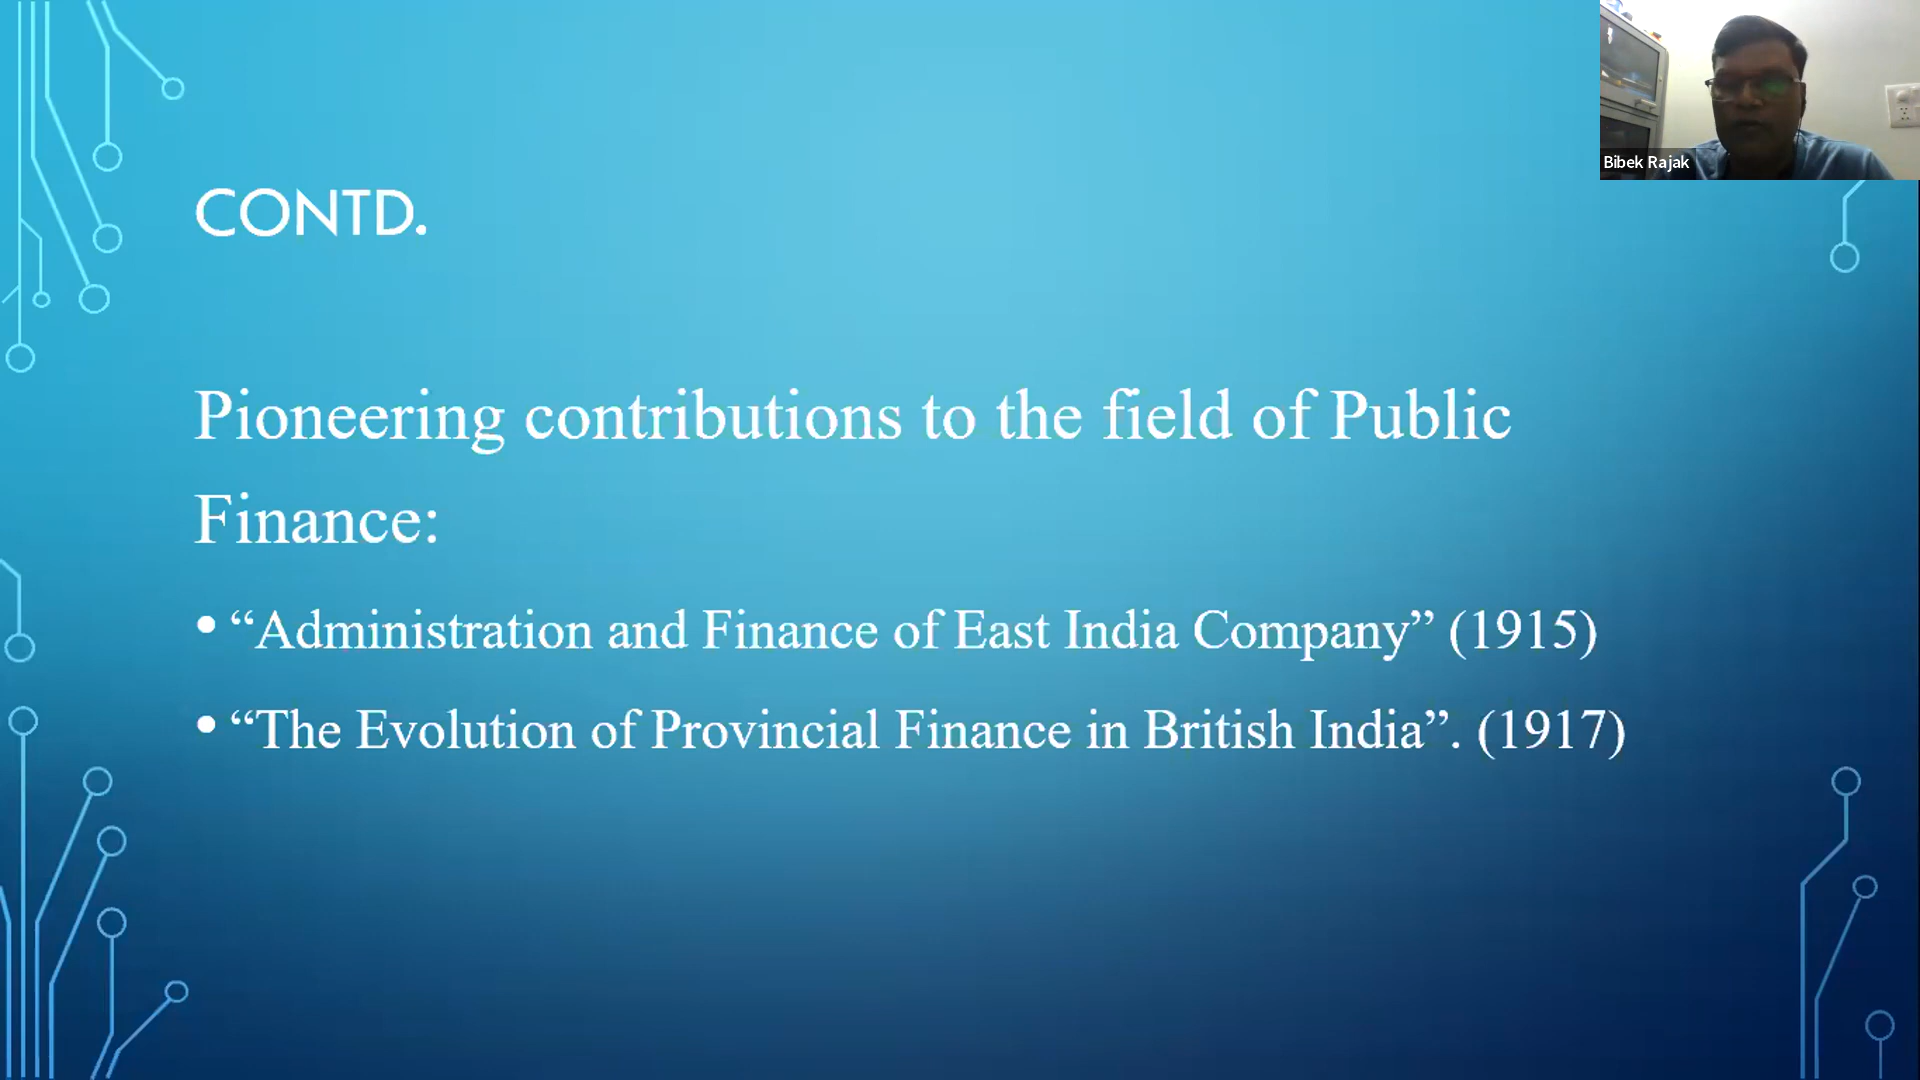 Bibek Rajak
CONTD.
Pioneering contributions to the field of Public
Finance:
• “Administration and Finance of East India Company” (1915)
• “The Evolution of Provincial Finance in British India”. (1917)